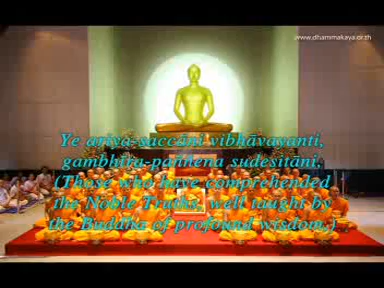 www.dhammakaya.or.th
Ye ariya-saccāni vibhāvayanti,
gambhīra-paññena sudesitāni,
(Those who have comprehended
the Noble Truths, well taught by
the Buddha of profound wisdom,)